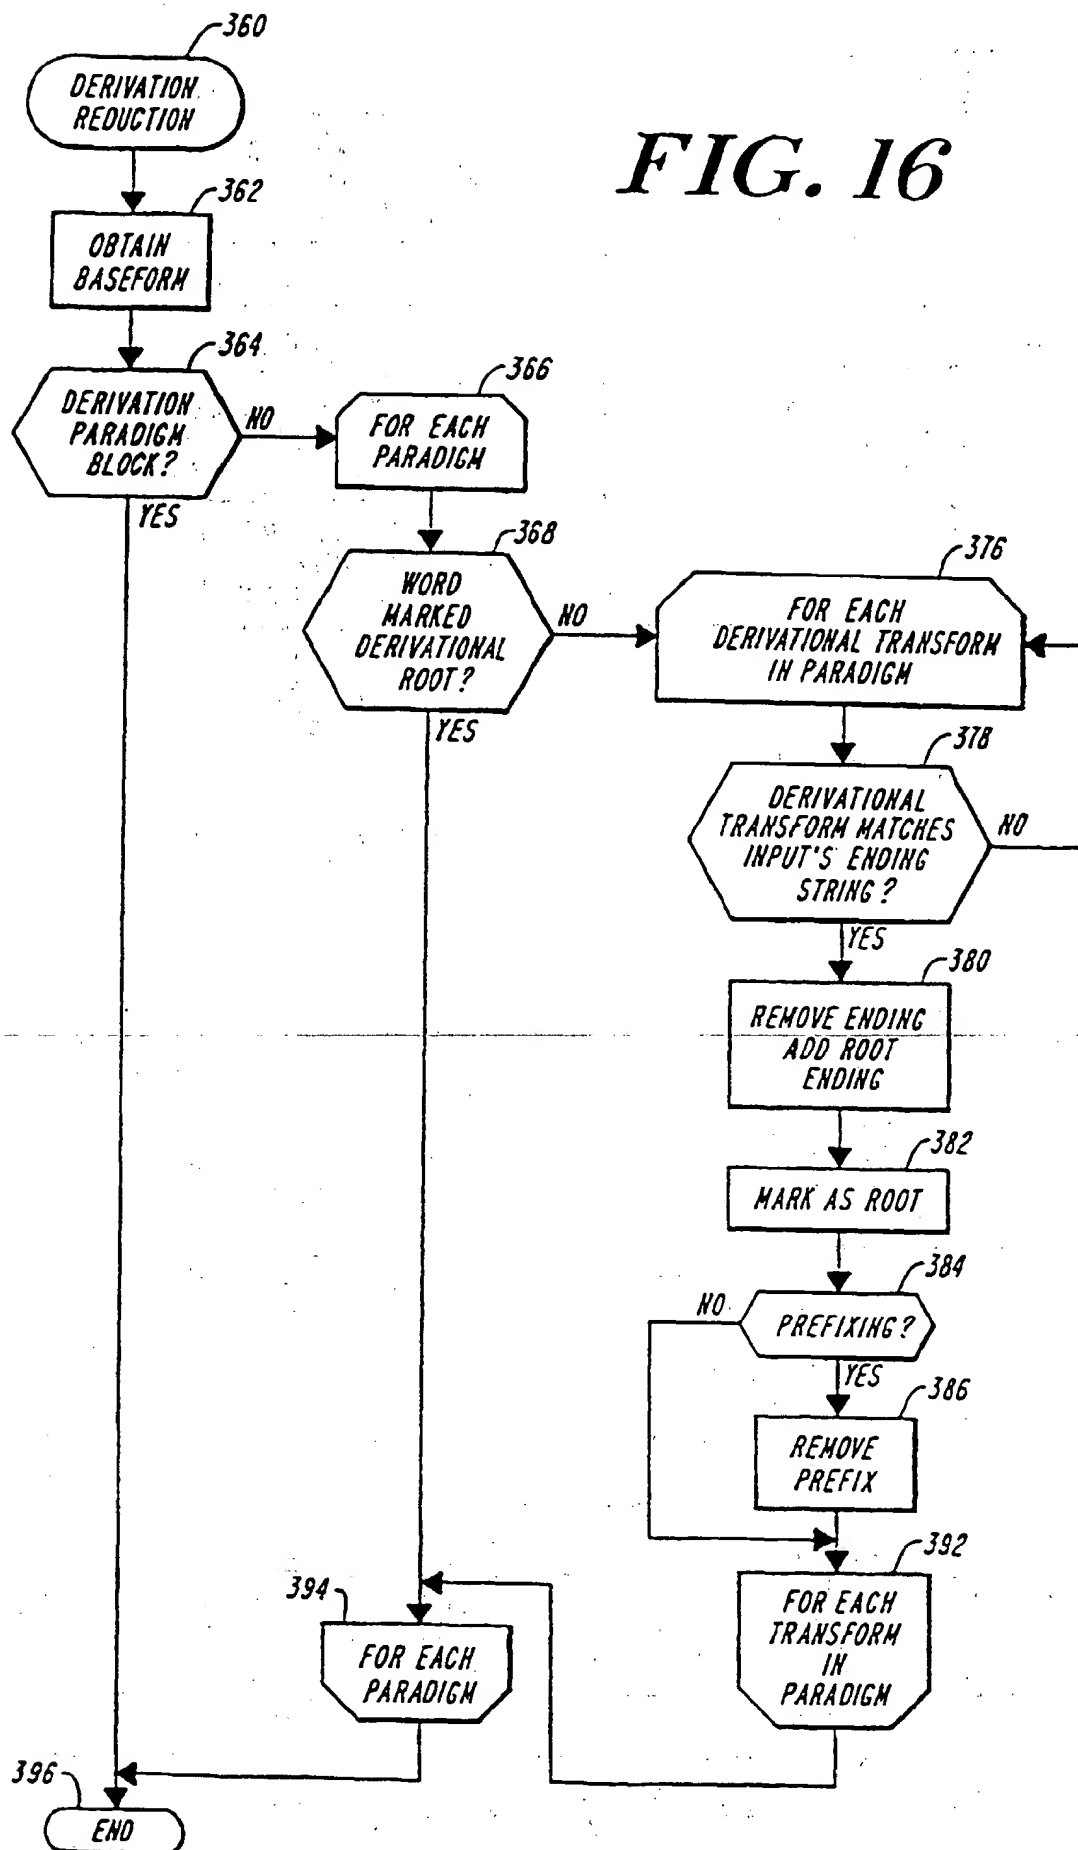 360
DERIVATION
REDUCTION
FIG. 16
362
OBTAIN
BASEFORM
364
DERIVATION
PARADIGM
BLOCK?
NO
YES
366
FOR EACH
PARADIGM
368
WORD
MARKED
DERIVATIONAL
ROOT?
NO
YES
376
FOR EACH
DERIVATIONAL TRANSFORM
IN PARADIGM
378
DERIVATIONAL
TRANSFORM MATCHES
INPUT'S ENDING
STRING?
NO
YES
380
REMOVE ENDING
ADD ROOT
ENDING
382
MARK AS ROOT
384
PREFIXING?
NO
YES
386
REMOVE
PREFIX
392
FOR EACH
TRANSFORM
IN
PARADIGM
394
FOR EACH
PARADIGM
396
END